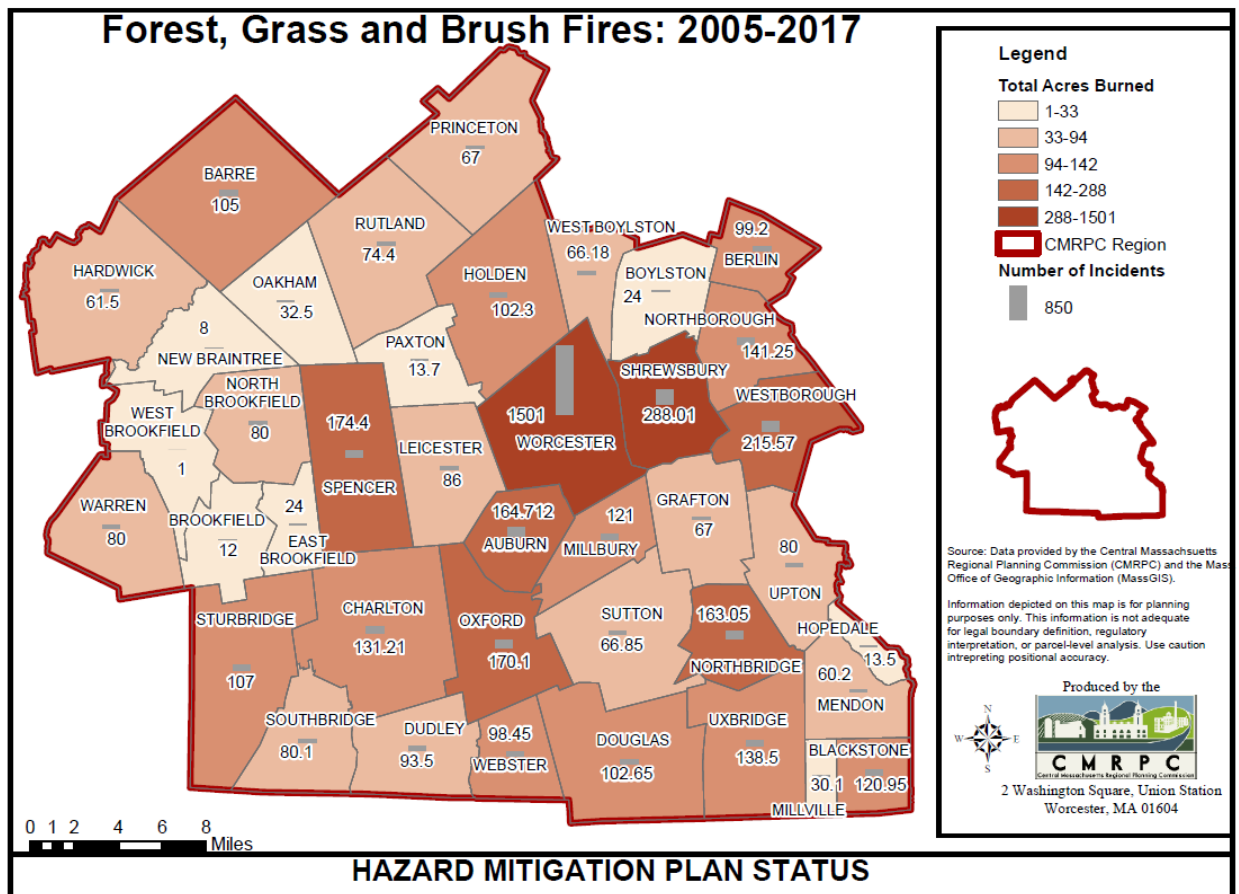 Forest, Grass and Brush Fires: 2005-2017
PRINCETON
67
BARRE
105
RUTLAND
74.4
WEST BOYLSTON
66.18
99.2
BERLIN
HARDWICK
61.5
OAKHAM
32.5
HOLDEN
102.3
BOYLSTON
24
NORTHBOROUGH
141.25
8
NEW BRAINTREE
PAXTON
13.7
SHREWSBURY
288.01
NORTH
BROOKFIELD
80
WEST
BROOKFIELD
1
174.4
SPENCER
LEICESTER
86
1501
WORCESTER
WESTBOROUGH
215.57
WARREN
80
BROOKFIELD
12
24
EAST
BROOKFIELD
164.712
AUBURN
121
MILLBURY
GRAFTON
67
80
UPTON
STURBRIDGE
107
CHARLTON
131.21
OXFORD
170.1
SUTTON
66.85
163.05
NORTHBRIDGE
HOPEDALE
13.5
60.2
MENDON
SOUTHBRIDGE
80.1
DUDLEY
93.5
98.45
WEBSTER
DOUGLAS
102.65
UXBRIDGE
138.5
BLACKSTONE
120.95
30.1
MILLVILLE
0 1 2 4 6 8
Miles
Legend
Total Acres Burned
1-33
33-94
94-142
142-288
288-1501
CMRPC Region
Number of Incidents
850
Source: Data provided by the Central Massachusetts
Regional Planning Commission (CMRPC) and the Mass
Office of Geographic Information (MassGIS).
Information depicted on this map is for planning
purposes only. This information is not adequate
for legal boundary definition, regulatory
interpretation, or parcel-level analysis. Use caution
intrepreting positional accuracy.
Produced by the
N
W E
S
CMRPC
Central Massachusetts Regional Planning Commission
2 Washington Square, Union Station
Worcester, MA 01604
HAZARD MITIGATION PLAN STATUS